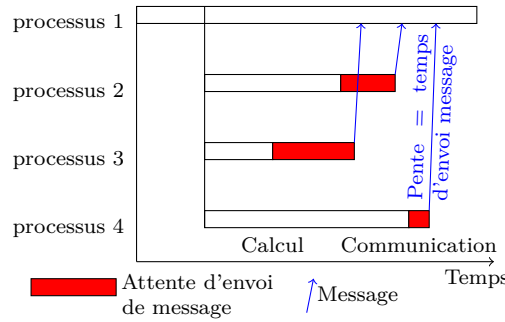 processus 1
processus 2
processus 3
processus 4
Pente = temps
d'envoi message
Calcul
Communication
Temps
Attente d'envoi
de message
Message